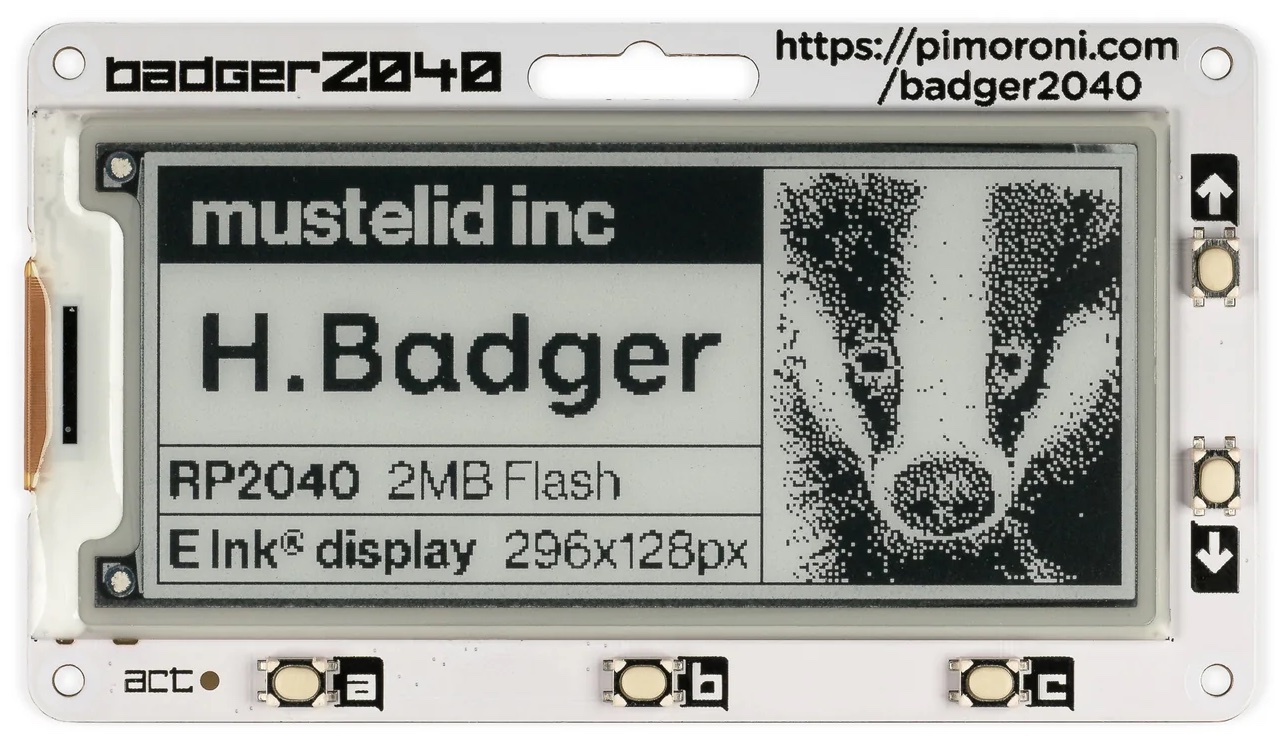 badger2040
https://pimoroni.com
/badger2040
mustelid inc
H.Badger
RP2040 2MB Flash
E Ink® display 296x128px
act
a
b
c